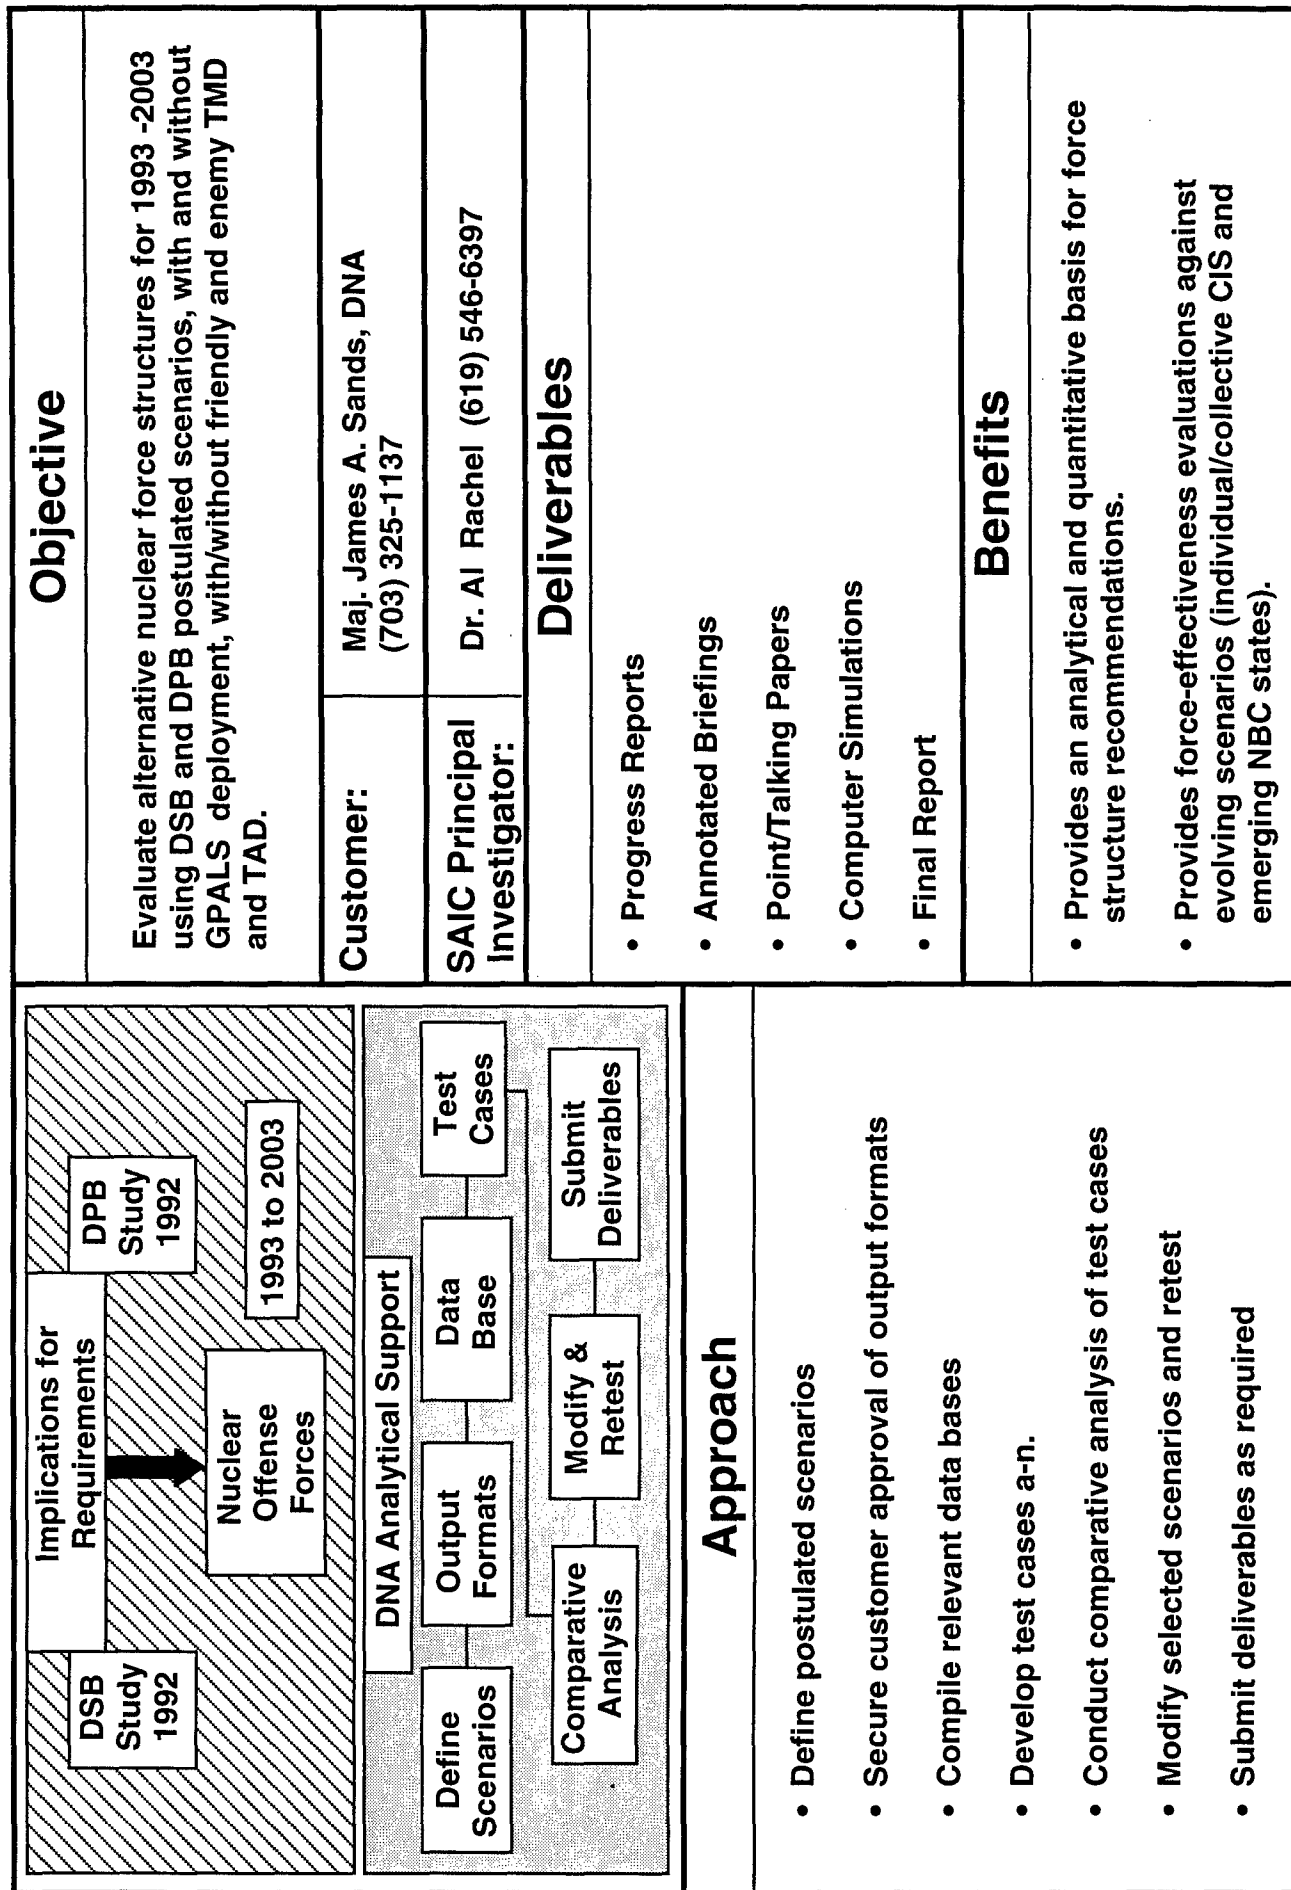 Implications for
Requirements
DSB
Study
1992
DPB
Study
1992
Nuclear
Offense
Forces
1993 to 2003
DNA Analytical Support
Define
Scenarios
Output
Formats
Data
Base
Test
Cases
Comparative
Analysis
Modify &
Retest
Submit
Deliverables
Approach
• Define postulated scenarios
• Secure customer approval of output formats
• Compile relevant data bases
• Develop test cases a-n.
• Conduct comparative analysis of test cases
• Modify selected scenarios and retest
• Submit deliverables as required
Objective
Evaluate alternative nuclear force structures for 1993 -2003
using DSB and DPB postulated scenarios, with and without
GPALS deployment, with/without friendly and enemy TMD
and TAD.
Customer:
Maj. James A. Sands, DNA
(703) 325-1137
SAIC Principal
Investigator:
Dr. Al Rachel (619) 546-6397
Deliverables
• Progress Reports
• Annotated Briefings
• Point/Talking Papers
• Computer Simulations
• Final Report
Benefits
• Provides an analytical and quantitative basis for force
structure recommendations.
• Provides force-effectiveness evaluations against
evolving scenarios (individual/collective CIS and
emerging NBC states).